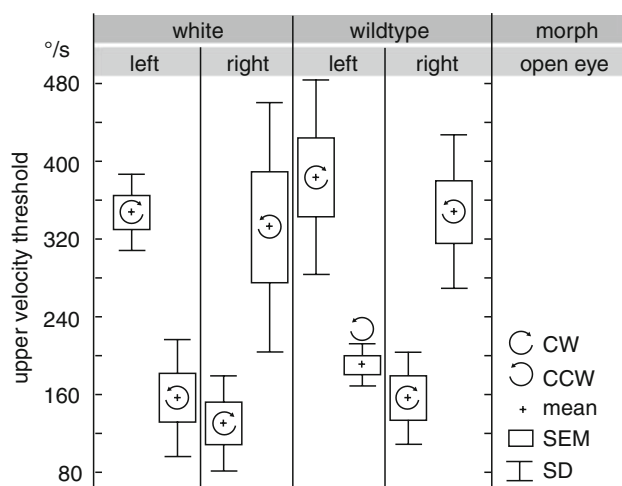 °/s white wildtype morph
left right left right open eye
480
400
320
240
160
80
upper velocity threshold
CW
CCW
mean
SEM
SD